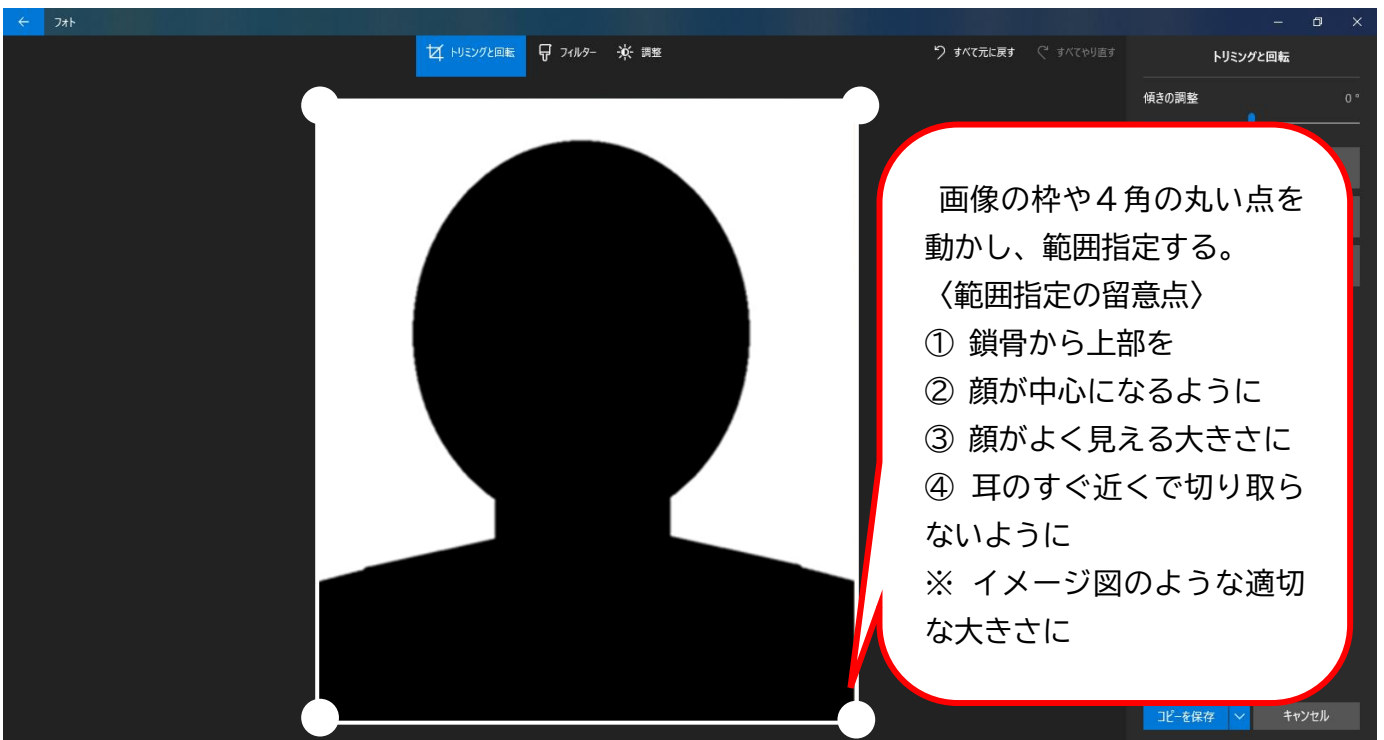 フォト
トリミングと回転
フィルター
調整
すべて元に戻す
すべてやり直す
トリミングと回転
傾きの調整
0°
画像の枠や４角の丸い点を
動かし、範囲指定する。
〈範囲指定の留意点〉
① 鎖骨から上部を
② 顔が中心になるように
③ 顔がよく見える大きさに
④ 耳のすぐ近くで切り取ら
ないように
※ イメージ図のような適切
な大きさに
コピーを保存
キャンセル